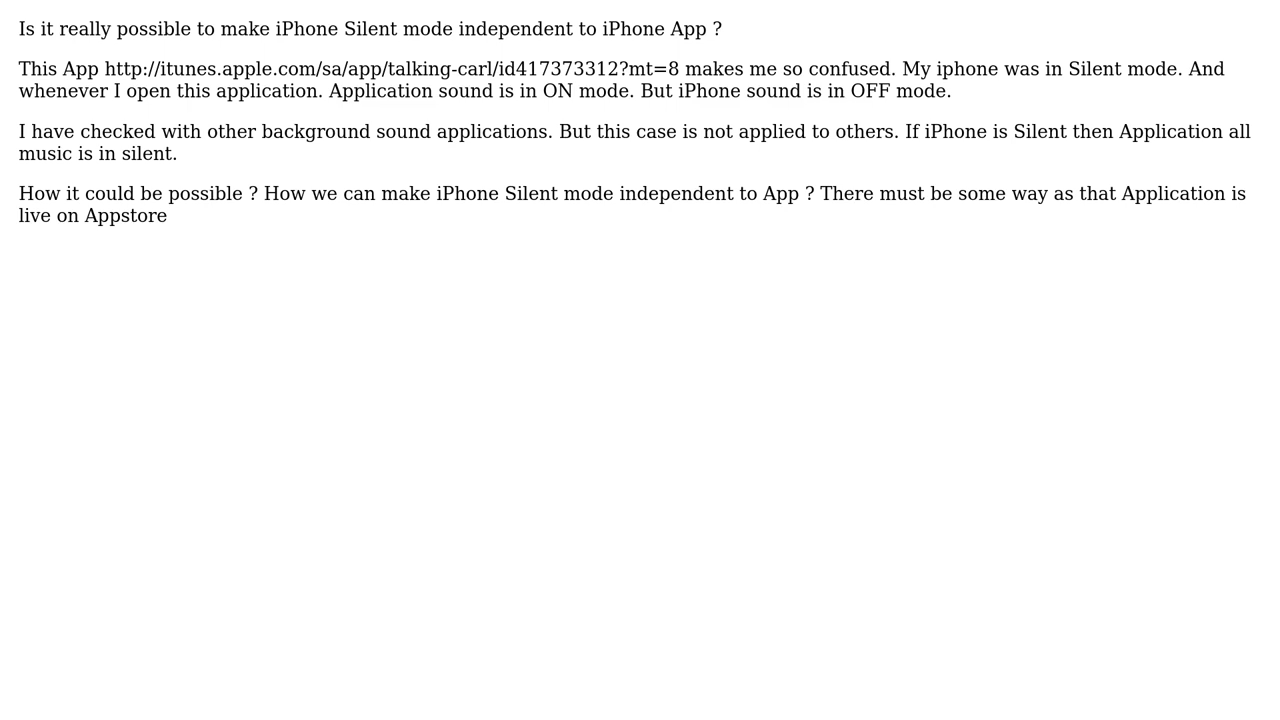 Is it really possible to make iPhone Silent mode independent to iPhone App ?
This App http://itunes.apple.com/sa/app/talking-carl/id417373312?mt=8 makes me so confused. My iphone was in Silent mode. And
whenever I open this application. Application sound is in ON mode. But iPhone sound is in OFF mode.
I have checked with other background sound applications. But this case is not applied to others. If iPhone is Silent then Application all
music is in silent.
How it could be possible ? How we can make iPhone Silent mode independent to App ? There must be some way as that Application is
live on Appstore